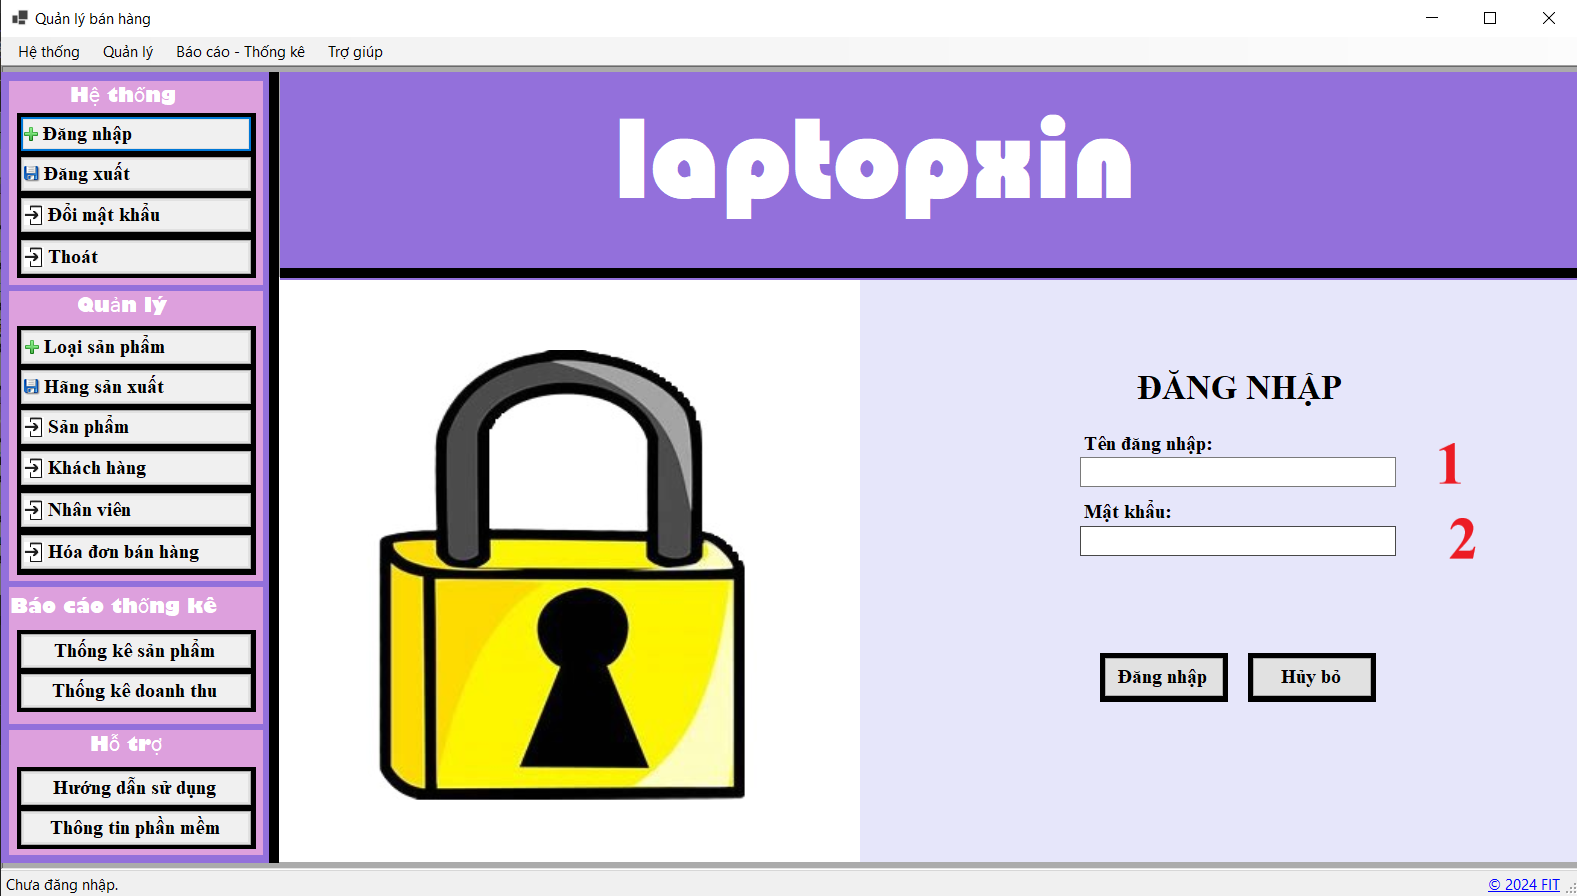 Quản lý bán hàng
Hệ thống Quản lý Báo cáo - Thống kê Trợ giúp
Hệ thống
Đăng nhập
Đăng xuất
Đổi mật khẩu
Thoát
Quản lý
Loại sản phẩm
Hãng sản xuất
Sản phẩm
Khách hàng
Nhân viên
Hóa đơn bán hàng
Báo cáo thống kê
Thống kê sản phẩm
Thống kê doanh thu
Hỗ trợ
Hướng dẫn sử dụng
Thông tin phần mềm
laptopxin
ĐĂNG NHẬP
Tên đăng nhập:
1
Mật khẩu:
2
Đăng nhập Hủy bỏ
Chưa đăng nhập.
© 2024 FIT